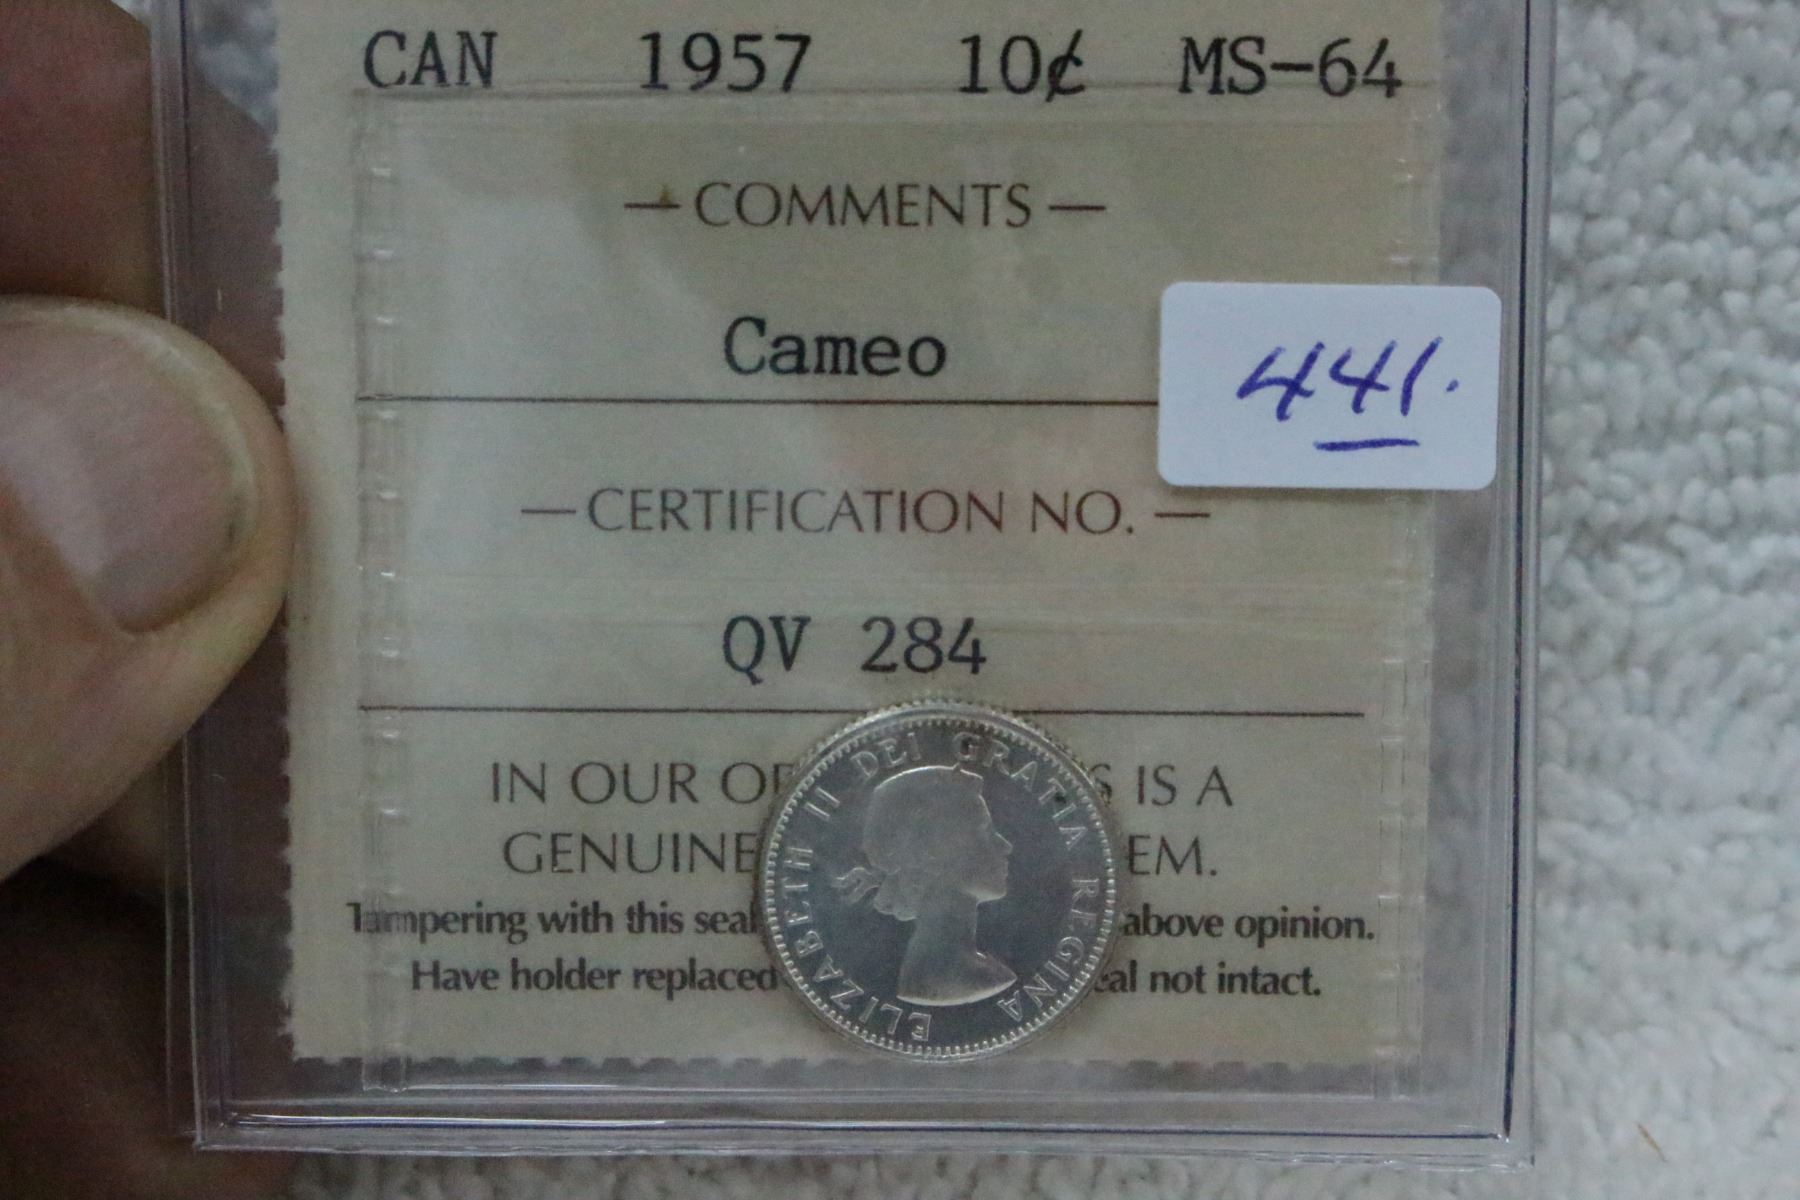 CAN 1957 10¢ MS-64
— COMMENTS —
Cameo
441.
— CERTIFICATION NO. —
QV 284
IN OUR OP S IS A
GENUINE EM.
Tampering with this seal above opinion.
Have holder replaced eal not intact.
ELIZABETH II DEI GRATIA REGINA